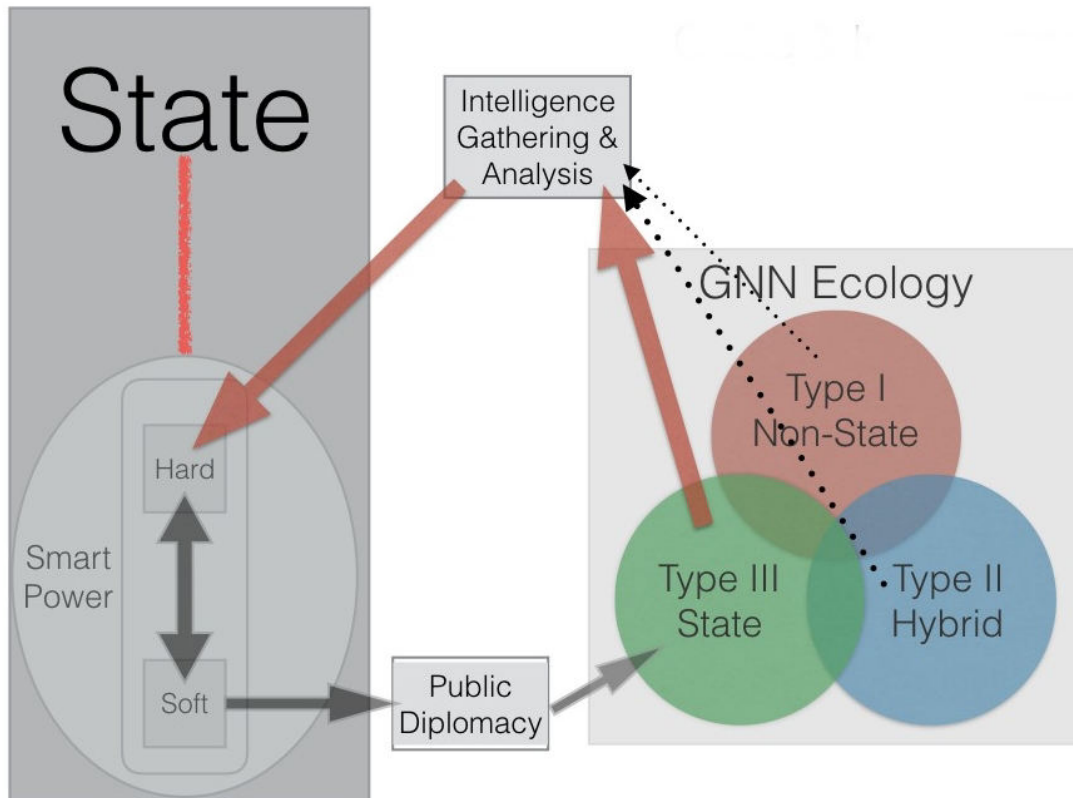 State
Intelligence
Gathering &
Analysis
GNN Ecology
Type I
Non-State
Hard
Smart
Power
Type III
State
Type II
Hybrid
Soft
Public
Diplomacy